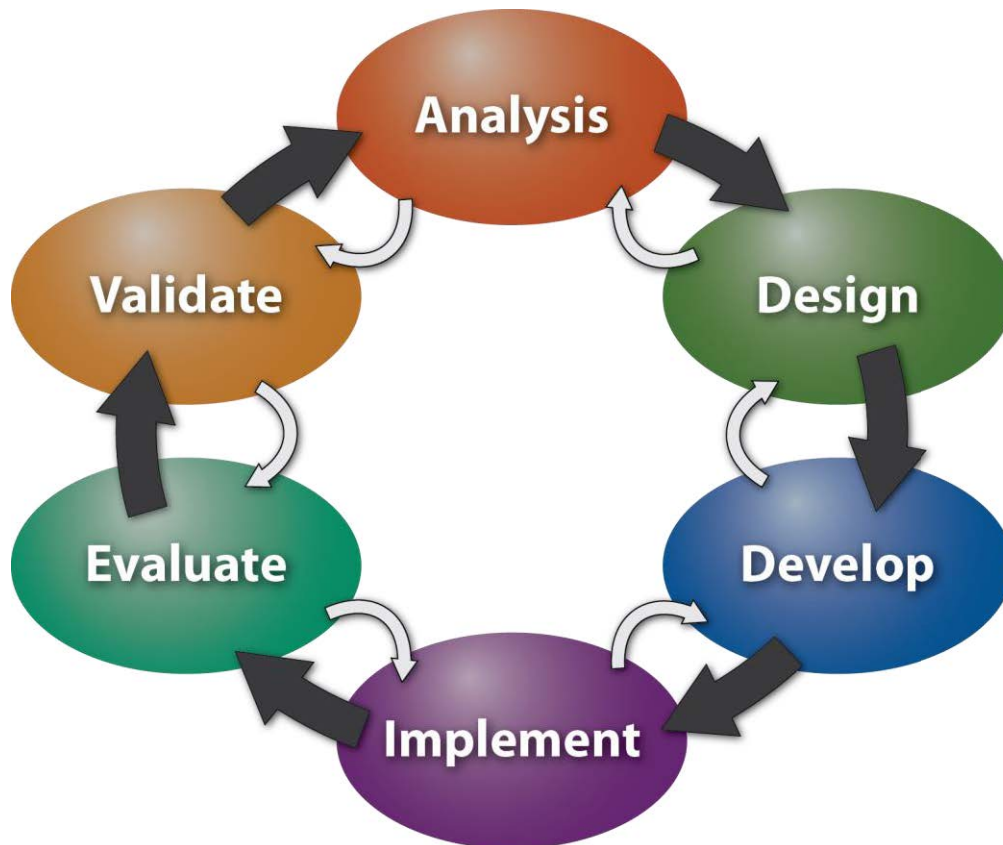 Analysis
Design
Develop
Implement
Evaluate
Validate